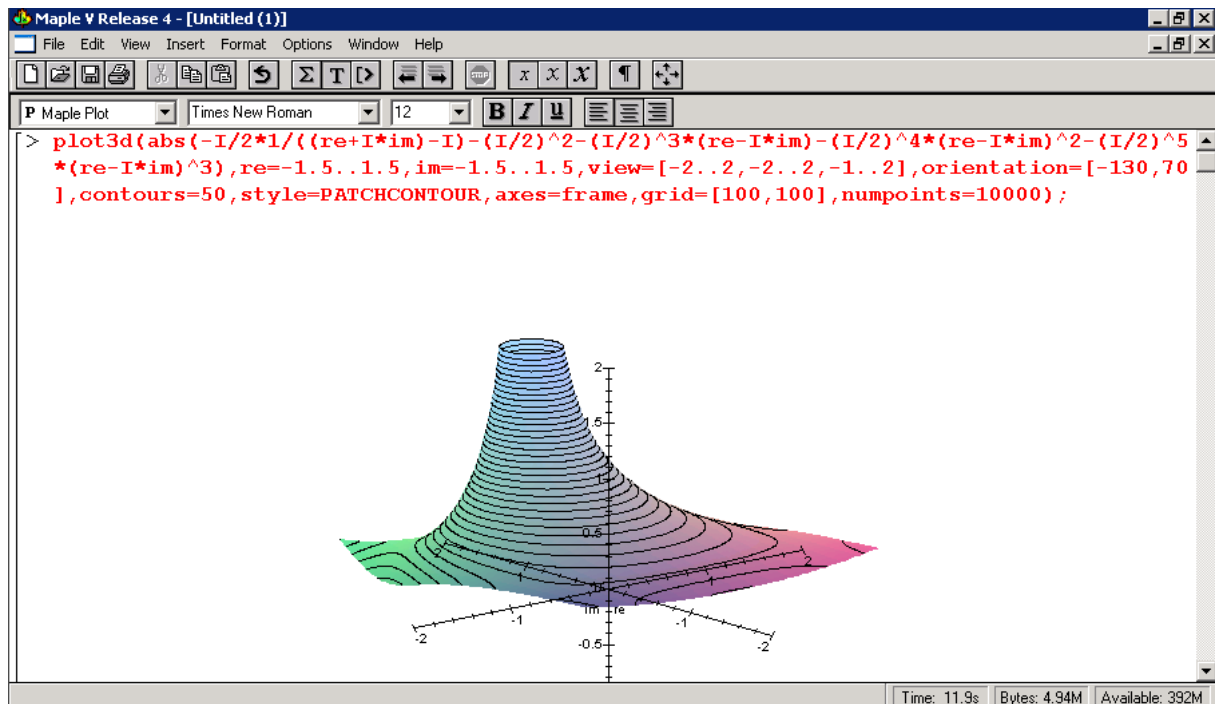 Maple V Release 4 - [Untitled (1)]
File Edit View Insert Format Options Window Help
Σ T [> STOP x x x ¶
P Maple Plot Times New Roman 12 B I u
[> plot3d(abs(-I/2*1/((re+I*im)-I)-(I/2)^2-(I/2)^3*(re-I*im)-(I/2)^4*(re-I*im)^2-(I/2)^5
*(re-I*im)^3),re=-1.5..1.5,im=-1.5..1.5,view=[-2..2,-2..2,-1..2],orientation=[-130,70
],contours=50,style=PATCHCONTOUR,axes=frame,grid=[100,100],numpoints=10000);
2
1.5
1
0.5
2 1 1 2
Im re
-2 -1 -1 -2
-0.5
Time: 11.9s Bytes: 4.94M Available: 392M